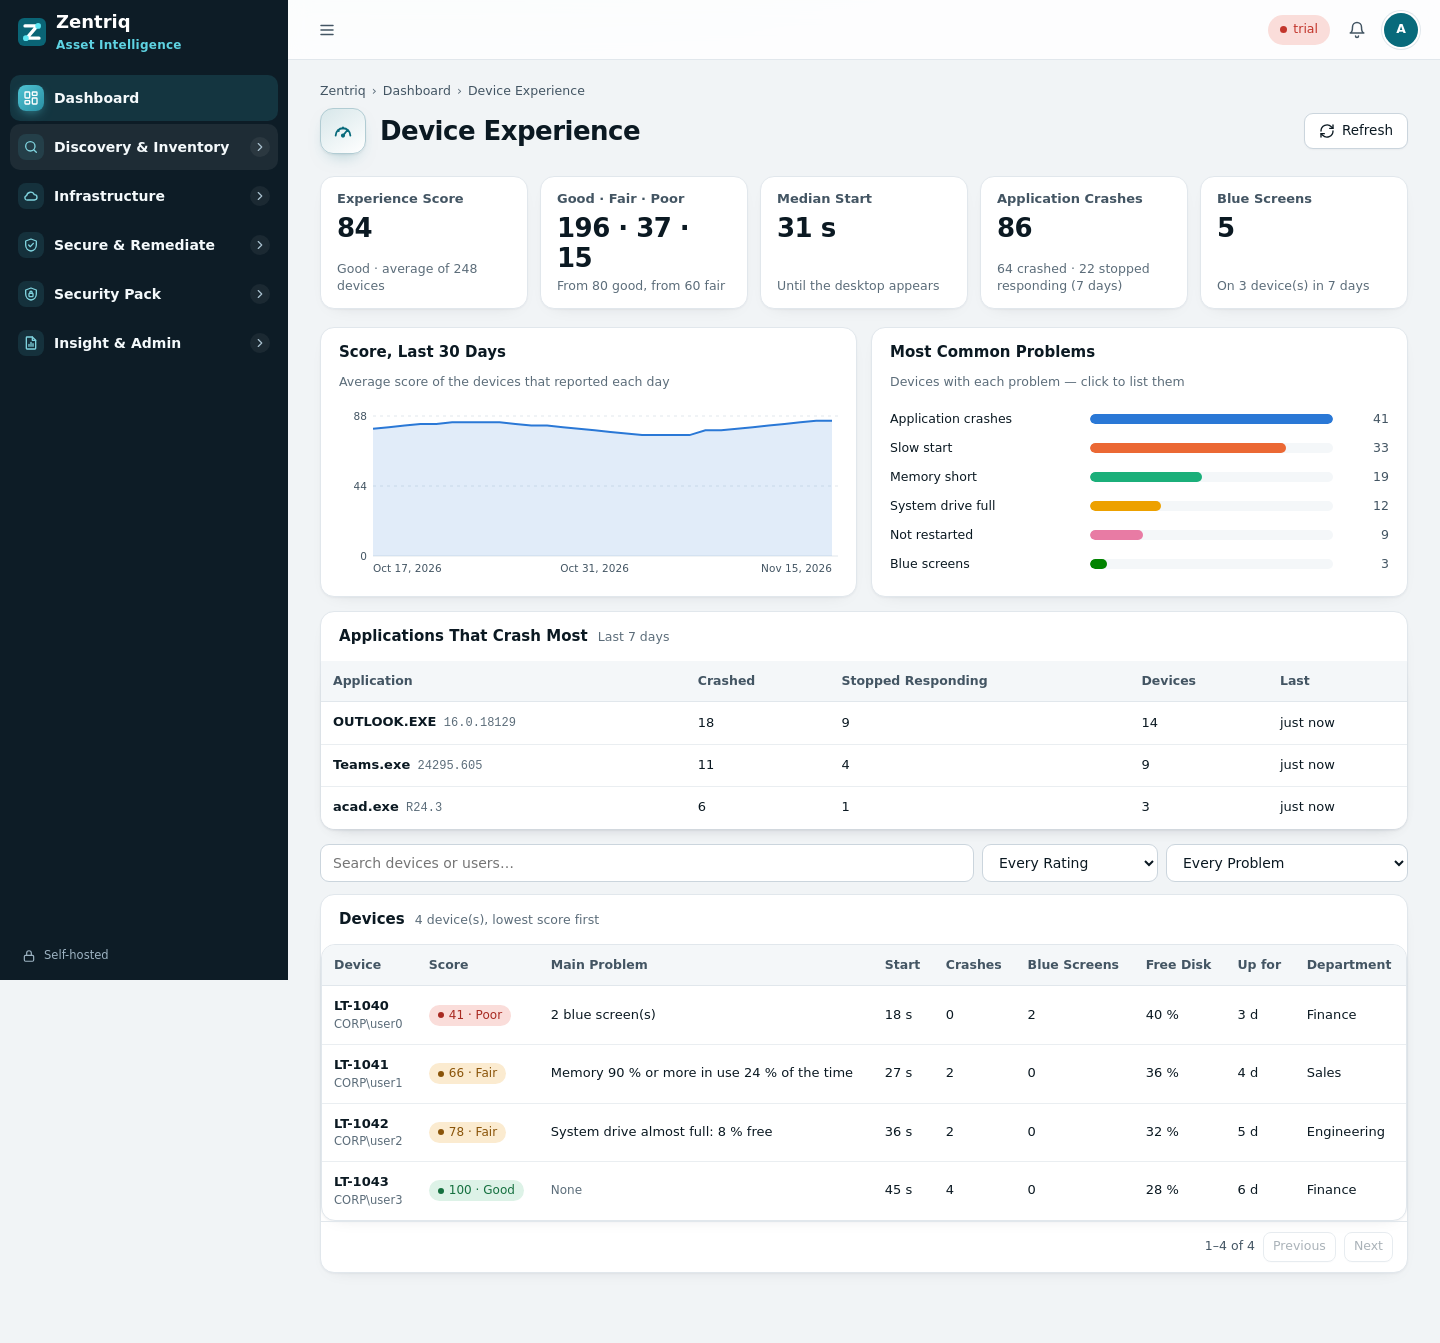 Zentriq
Asset Intelligence
Dashboard
Discovery & Inventory
Infrastructure
Secure & Remediate
Security Pack
Insight & Admin
Self-hosted
trial
A
Zentriq › Dashboard › Device Experience
Device Experience
Refresh
Experience Score
84
Good · average of 248
devices
Good · Fair · Poor
196 · 37 ·
15
From 80 good, from 60 fair
Median Start
31 s
Until the desktop appears
Application Crashes
86
64 crashed · 22 stopped
responding (7 days)
Blue Screens
5
On 3 device(s) in 7 days
Score, Last 30 Days
Average score of the devices that reported each day
88
44
0
Oct 17, 2026 Oct 31, 2026 Nov 15, 2026
Most Common Problems
Devices with each problem — click to list them
Application crashes 41
Slow start 33
Memory short 19
System drive full 12
Not restarted 9
Blue screens 3
Applications That Crash Most Last 7 days
Application Crashed Stopped Responding Devices Last
OUTLOOK.EXE 16.0.18129 18 9 14 just now
Teams.exe 24295.605 11 4 9 just now
acad.exe R24.3 6 1 3 just now
Search devices or users… Every Rating Every Problem
Devices 4 device(s), lowest score first
Device Score Main Problem Start Crashes Blue Screens Free Disk Up for Department
LT-1040
CORP\user0 41 · Poor 2 blue screen(s) 18 s 0 2 40 % 3 d Finance
LT-1041
CORP\user1 66 · Fair Memory 90 % or more in use 24 % of the time 27 s 2 0 36 % 4 d Sales
LT-1042
CORP\user2 78 · Fair System drive almost full: 8 % free 36 s 2 0 32 % 5 d Engineering
LT-1043
CORP\user3 100 · Good None 45 s 4 0 28 % 6 d Finance
1–4 of 4 Previous Next